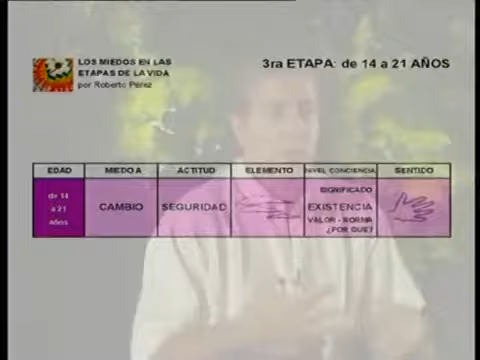 LOS MIEDOS EN LAS
ETAPAS DE LA VIDA
por Roberto Pérez
3ra ETAPA: de 14 a 21 AÑOS
EDAD MIEDO A ACTITUD ELEMENTO NIVEL CONCIENCIA SENTIDO
de 14
a 21
años
CAMBIO
SEGURIDAD
SIGNIFICADO
EXISTENCIA
VALOR - NORMA
¿POR QUE?